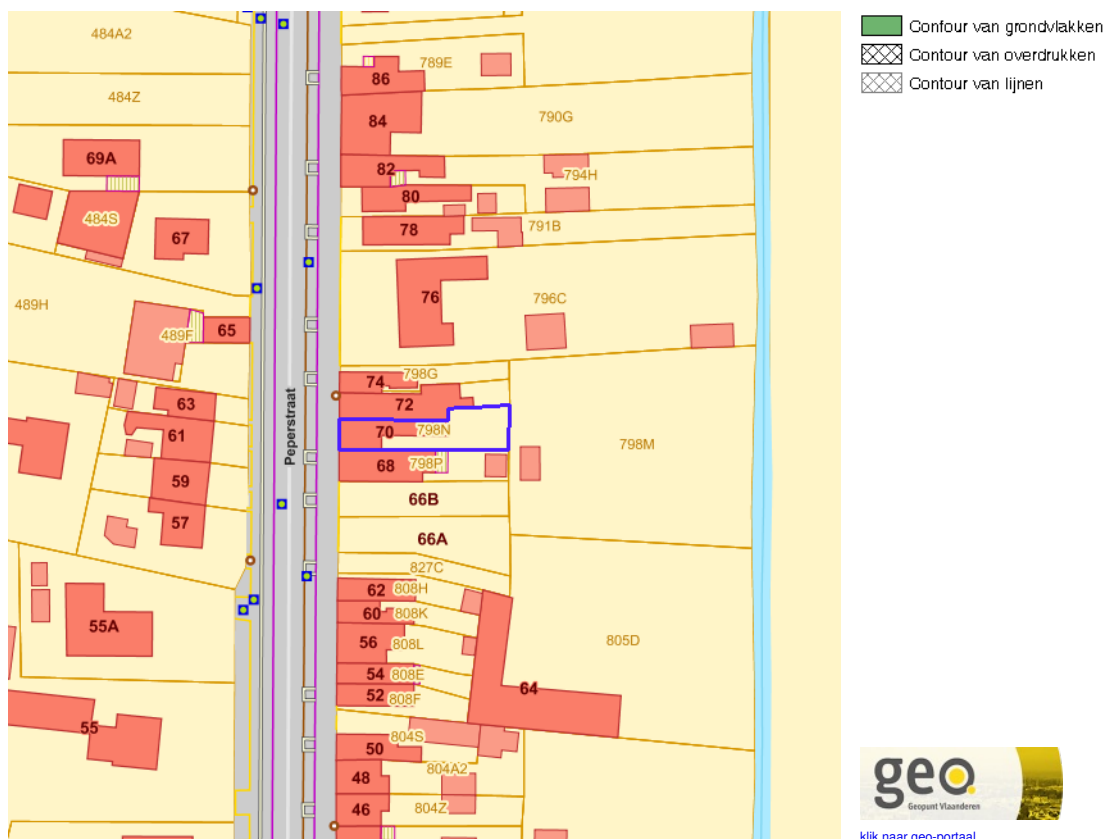 484A2
484Z
69A
484S
67
489H
489F
65
63
61
59
57
55A
55
Peperstraat
86
789E
84
790G
82
794H
80
78
791B
76
796C
74
798G
72
70
798N
68
798P
798M
66B
66A
827C
62
808H
60
808K
56
808L
54
808E
52
808F
64
805D
804S
50
48
804A2
46
804Z
Contour van grondvlakken
Contour van overdrukken
Contour van lijnen
geo
Geopunt Vlaanderen
klik naar geo-portaal